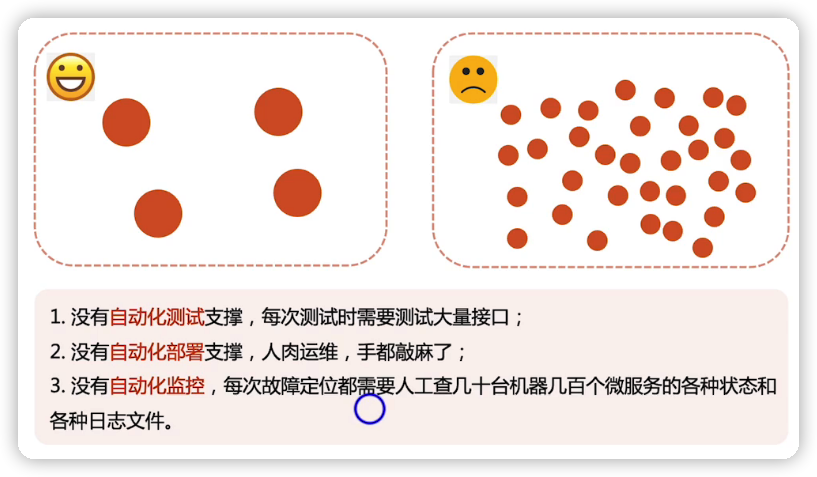 1. 没有自动化测试支撑，每次测试时需要测试大量接口；
2. 没有自动化部署支撑，人肉运维，手都敲麻了；
3. 没有自动化监控，每次故障定位都需要人工查几十台机器几百个微服务的各种状态和
各种日志文件。